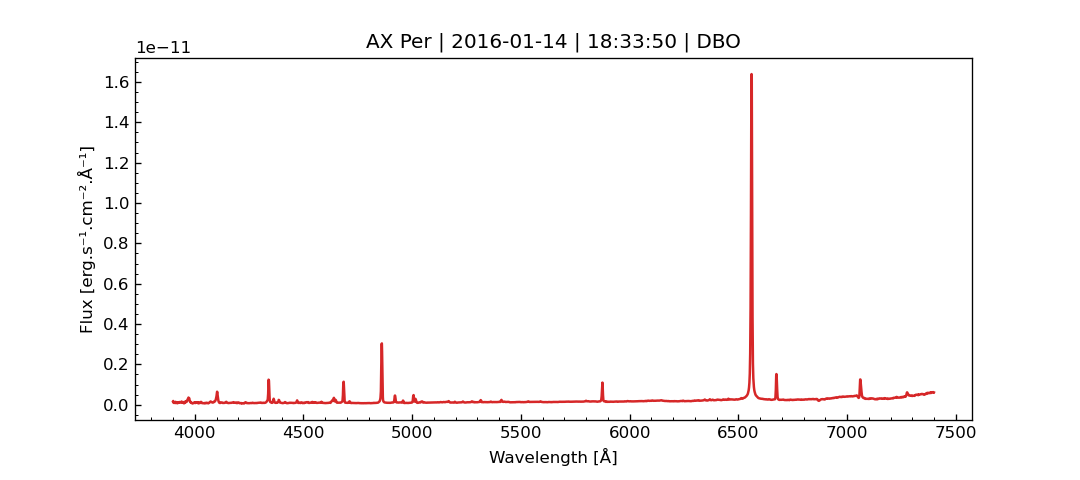 AX Per | 2016-01-14 | 18:33:50 | DBO
1e−11
1.6
1.4
1.2
1.0
0.8
0.6
0.4
0.2
0.0
Flux [erg.s⁻¹.cm⁻².Å⁻¹]
4000 4500 5000 5500 6000 6500 7000 7500
Wavelength [Å]